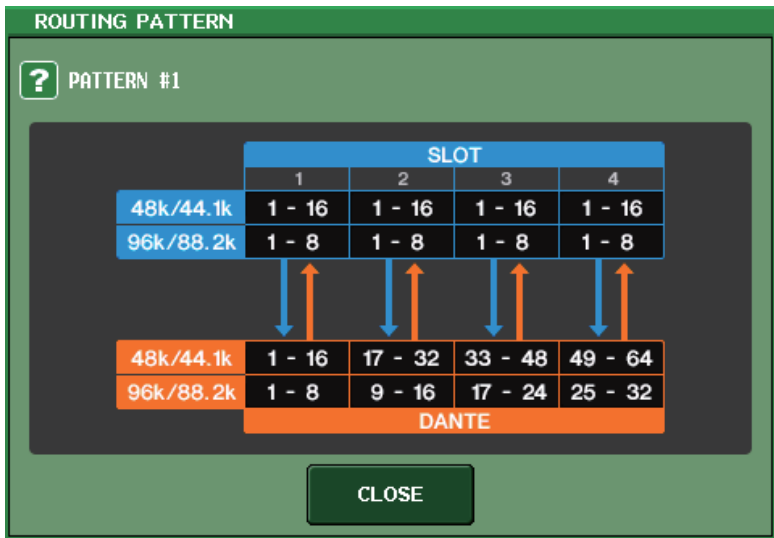 ROUTING PATTERN
? PATTERN #1
SLOT
1 2 3 4
48k/44.1k 1 - 16 1 - 16 1 - 16 1 - 16
96k/88.2k 1 - 8 1 - 8 1 - 8 1 - 8
48k/44.1k 1 - 16 17 - 32 33 - 48 49 - 64
96k/88.2k 1 - 8 9 - 16 17 - 24 25 - 32
DANTE
CLOSE